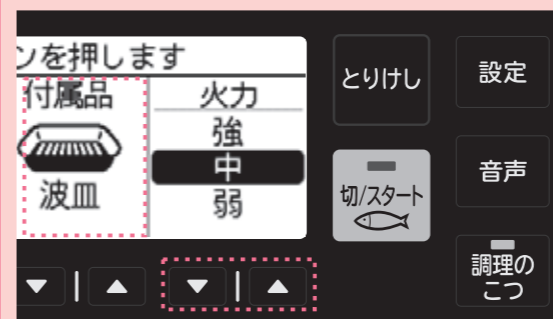 ンを押します
付属品
波皿
火力
強
中
弱
とりけし
設定
切/スタート
音声
調理の
こつ